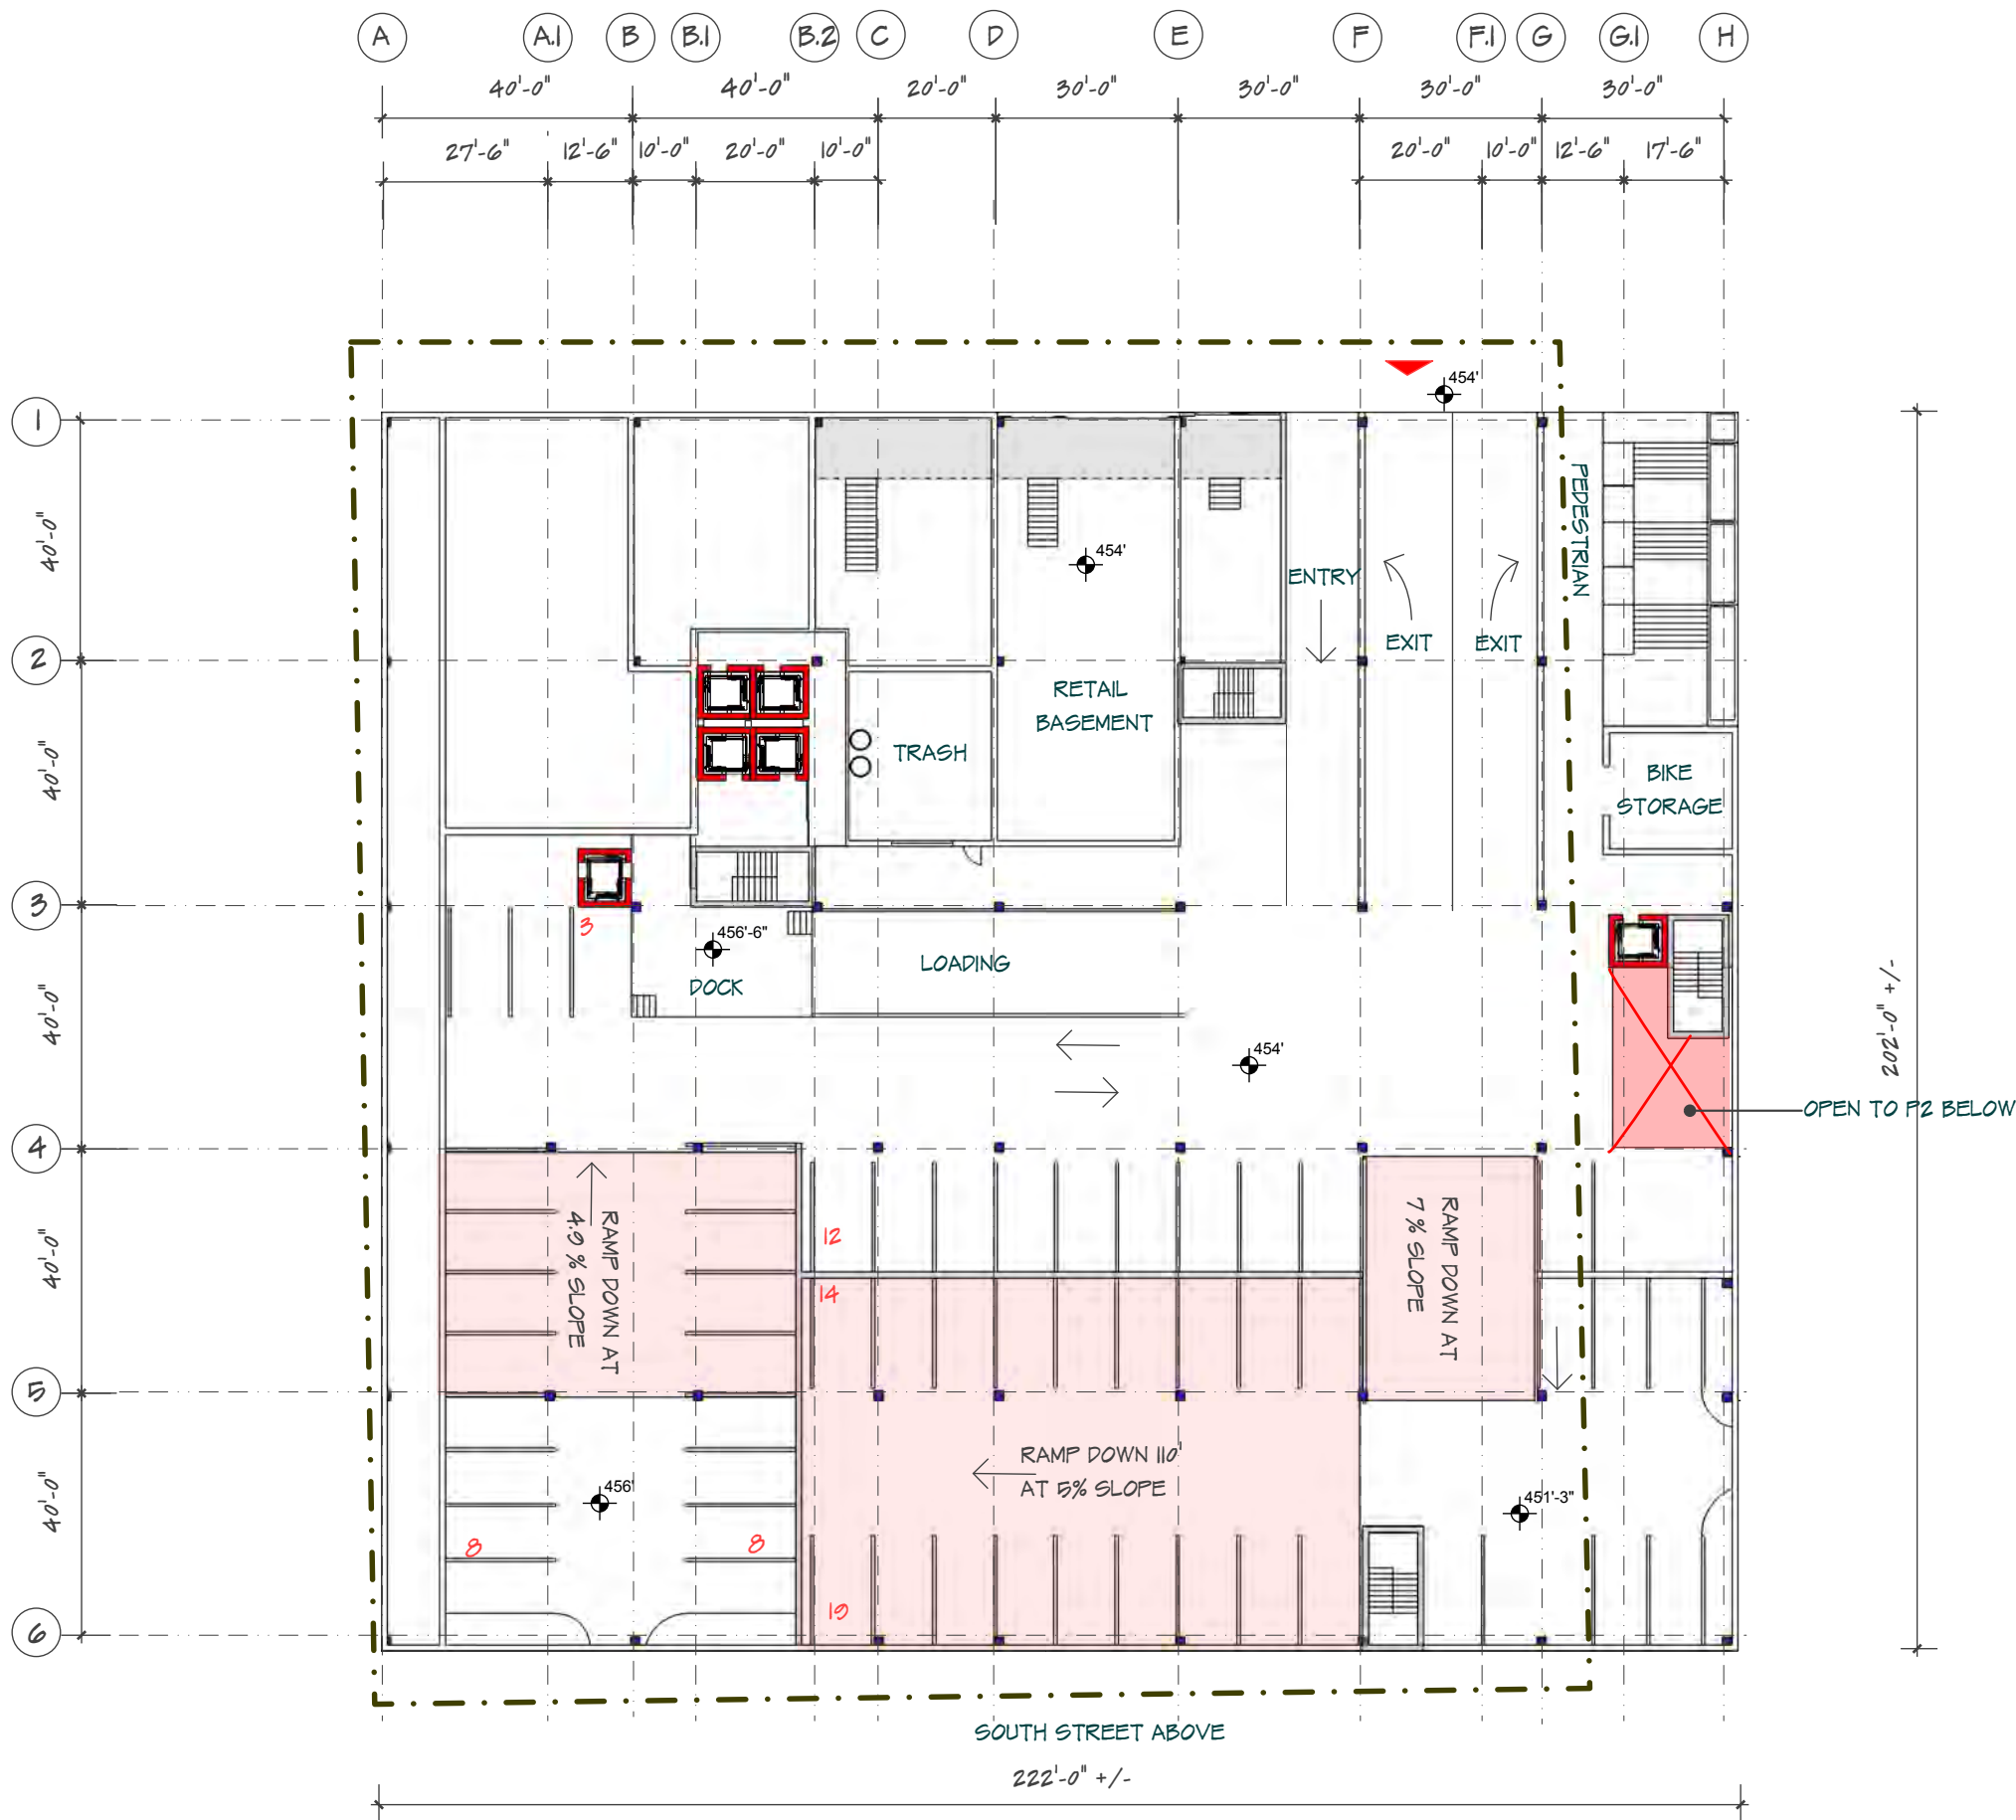 A A.1 B B.1 B.2 C D E F F.1 G G.1 H
40'-0" 40'-0" 20'-0" 30'-0" 30'-0" 30'-0" 30'-0"
27'-6" 12'-6" 10'-0" 20'-0" 10'-0" 20'-0" 10'-0" 12'-6" 17'-6"
454'
1
PEDESTRIAN
40'-0"
454'
ENTRY
EXIT EXIT
2
RETAIL
BASEMENT
TRASH
40'-0"
BIKE
STORAGE
3
3
456'-6"
DOCK
LOADING
40'-0"
202'-0" +/-
454'
OPEN TO P2 BELOW
4
RAMP DOWN AT
4.9 % SLOPE
12
14
RAMP DOWN AT
7 % SLOPE
40'-0"
5
RAMP DOWN 110'
AT 5% SLOPE
456'
451'-3"
40'-0"
8 8
19
6
SOUTH STREET ABOVE
222'-0" +/-